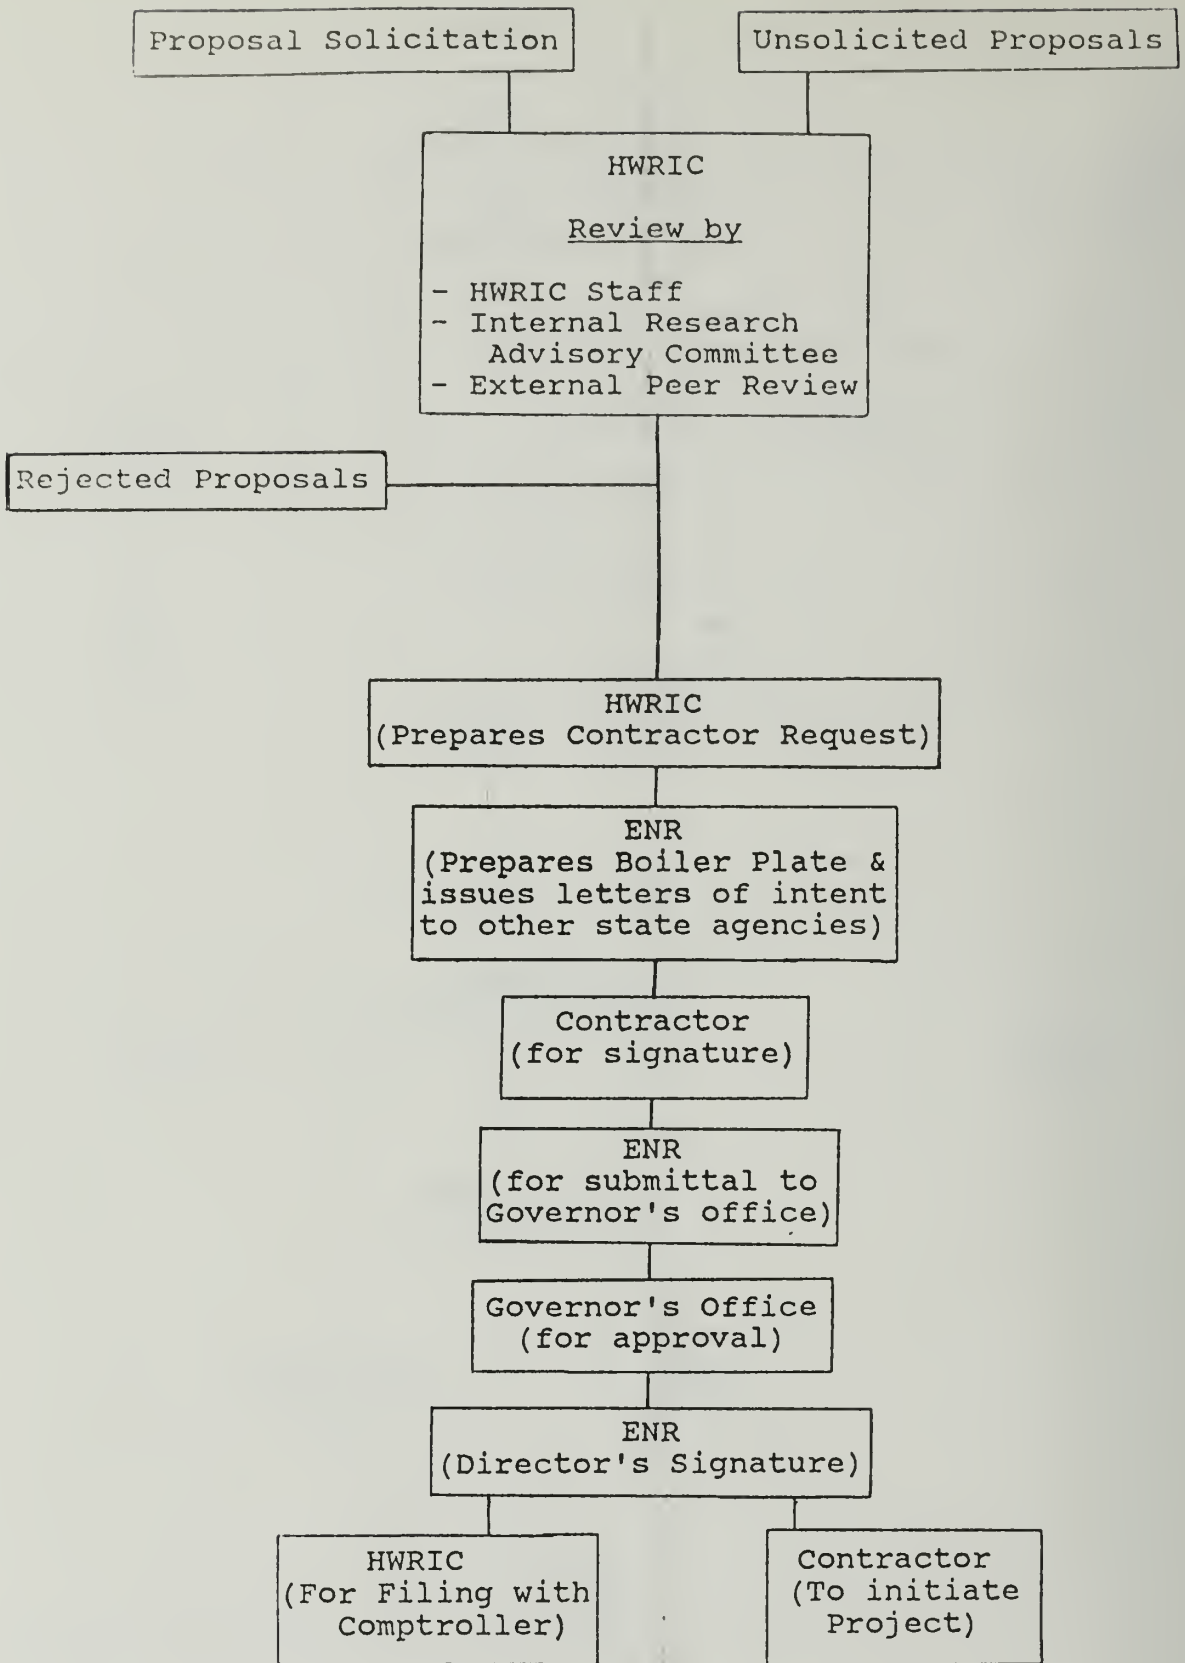 Proposal Solicitation
Unsolicited Proposals
HWRIC
Review by
- HWRIC Staff
- Internal Research
Advisory Committee
- External Peer Review
Rejected Proposals
HWRIC
(Prepares Contractor Request)
ENR
(Prepares Boiler Plate &
issues letters of intent
to other state agencies)
Contractor
(for signature)
ENR
(for submittal to
Governor's office)
Governor's Office
(for approval)
ENR
(Director's Signature)
HWRIC
(For Filing with
Comptroller)
Contractor
(To initiate
Project)